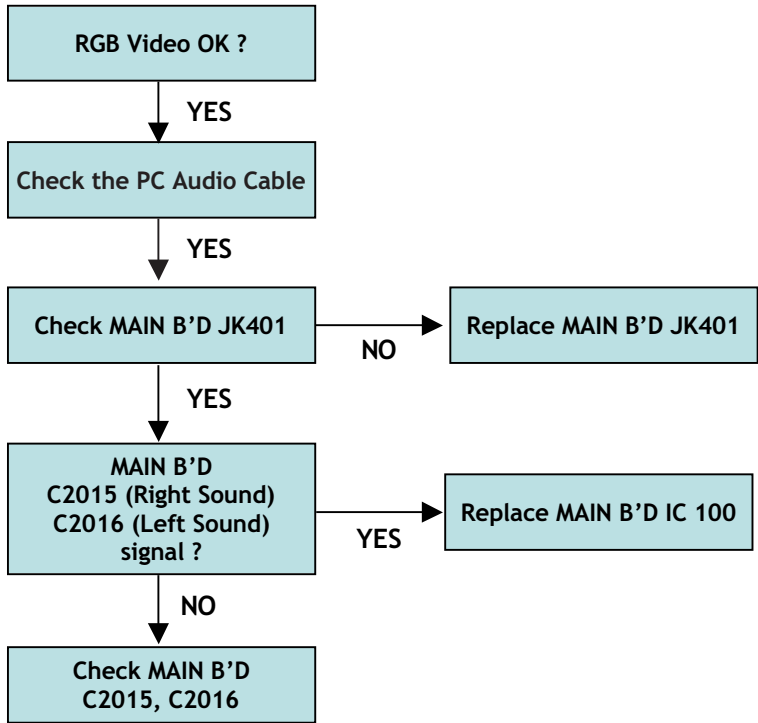 RGB Video OK ?
YES
Check the PC Audio Cable
YES
Check MAIN B’D JK401
NO
Replace MAIN B’D JK401
YES
MAIN B’D
C2015 (Right Sound)
C2016 (Left Sound)
signal ?
YES
Replace MAIN B’D IC 100
NO
Check MAIN B’D
C2015, C2016